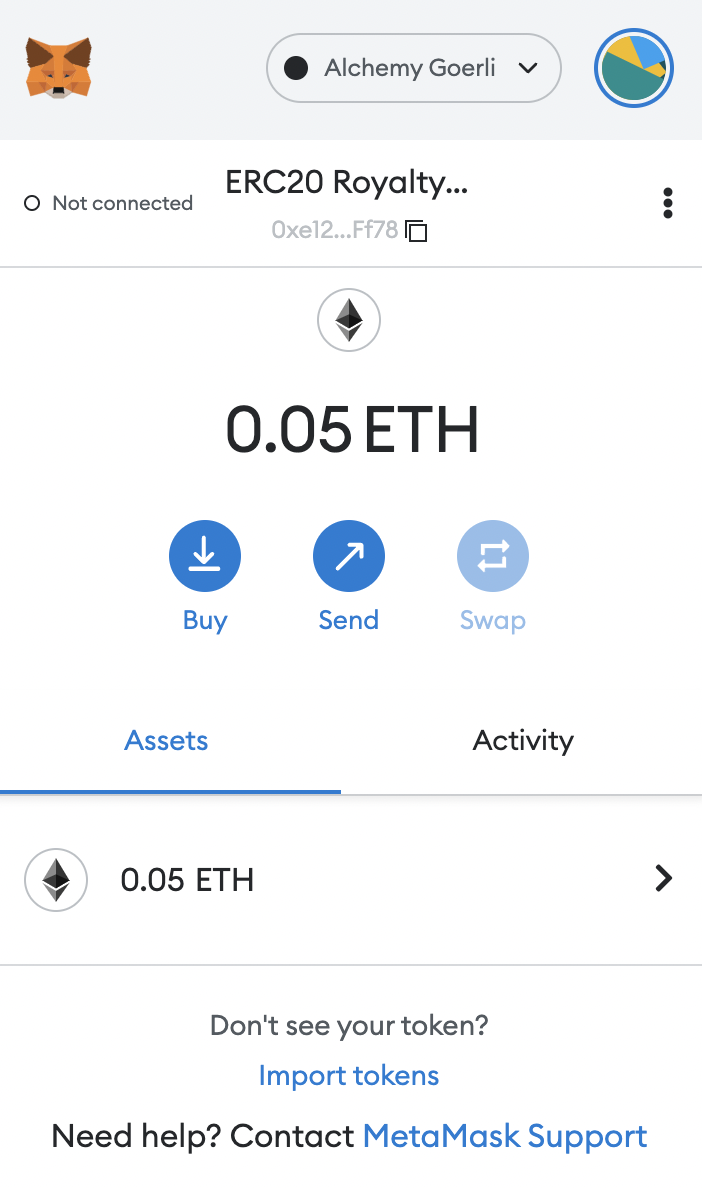 Alchemy Goerli
ERC20 Royalty...
Not connected
0xe12...Ff78
0.05 ETH
Buy Send Swap
Assets Activity
0.05 ETH
Don't see your token?
Import tokens
Need help? Contact MetaMask Support